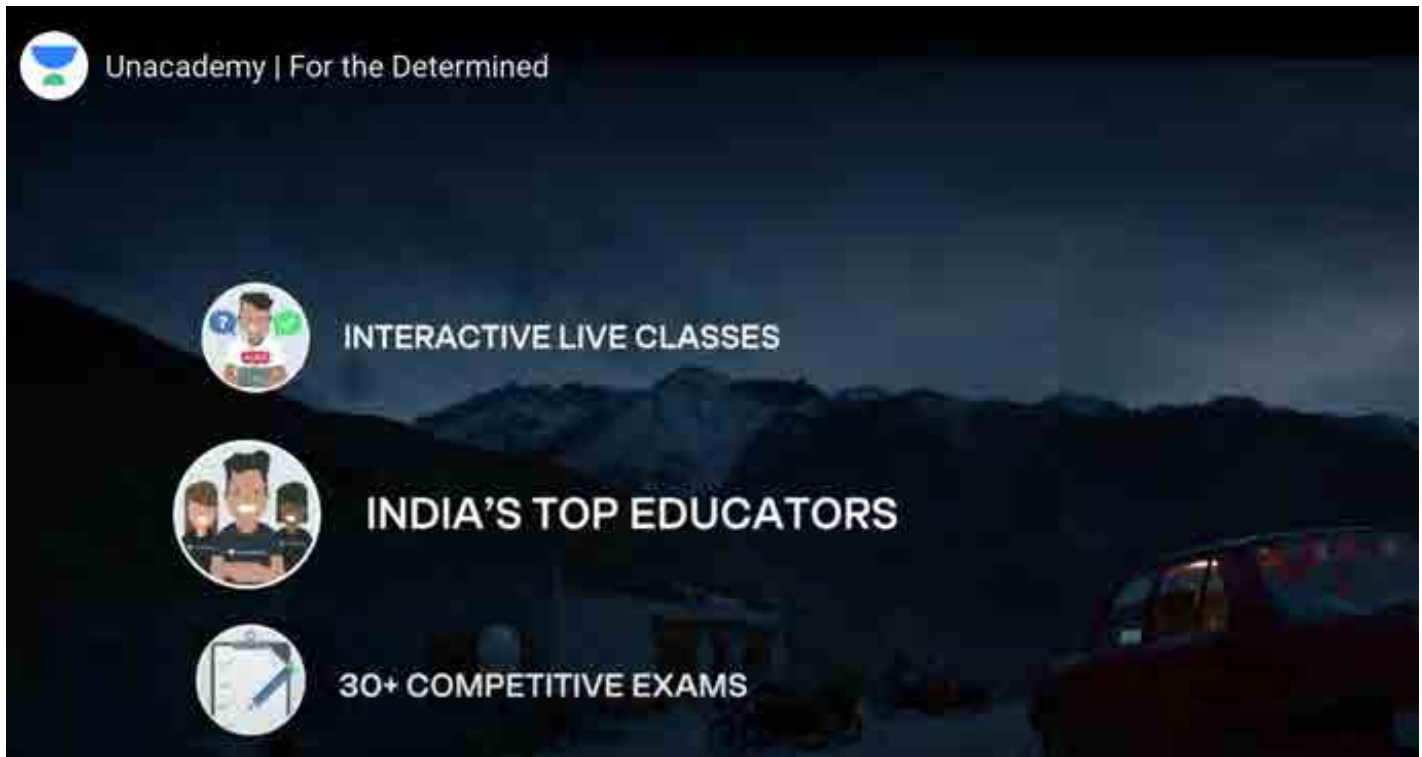 Unacademy | For the Determined
INTERACTIVE LIVE CLASSES
INDIA'S TOP EDUCATORS
30+ COMPETITIVE EXAMS